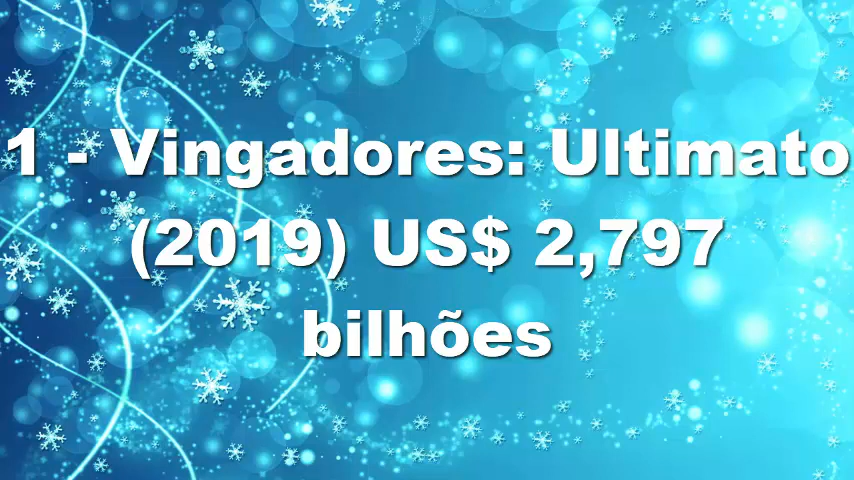 1 - Vingadores: Ultimato
(2019) US$ 2,797
bilhões